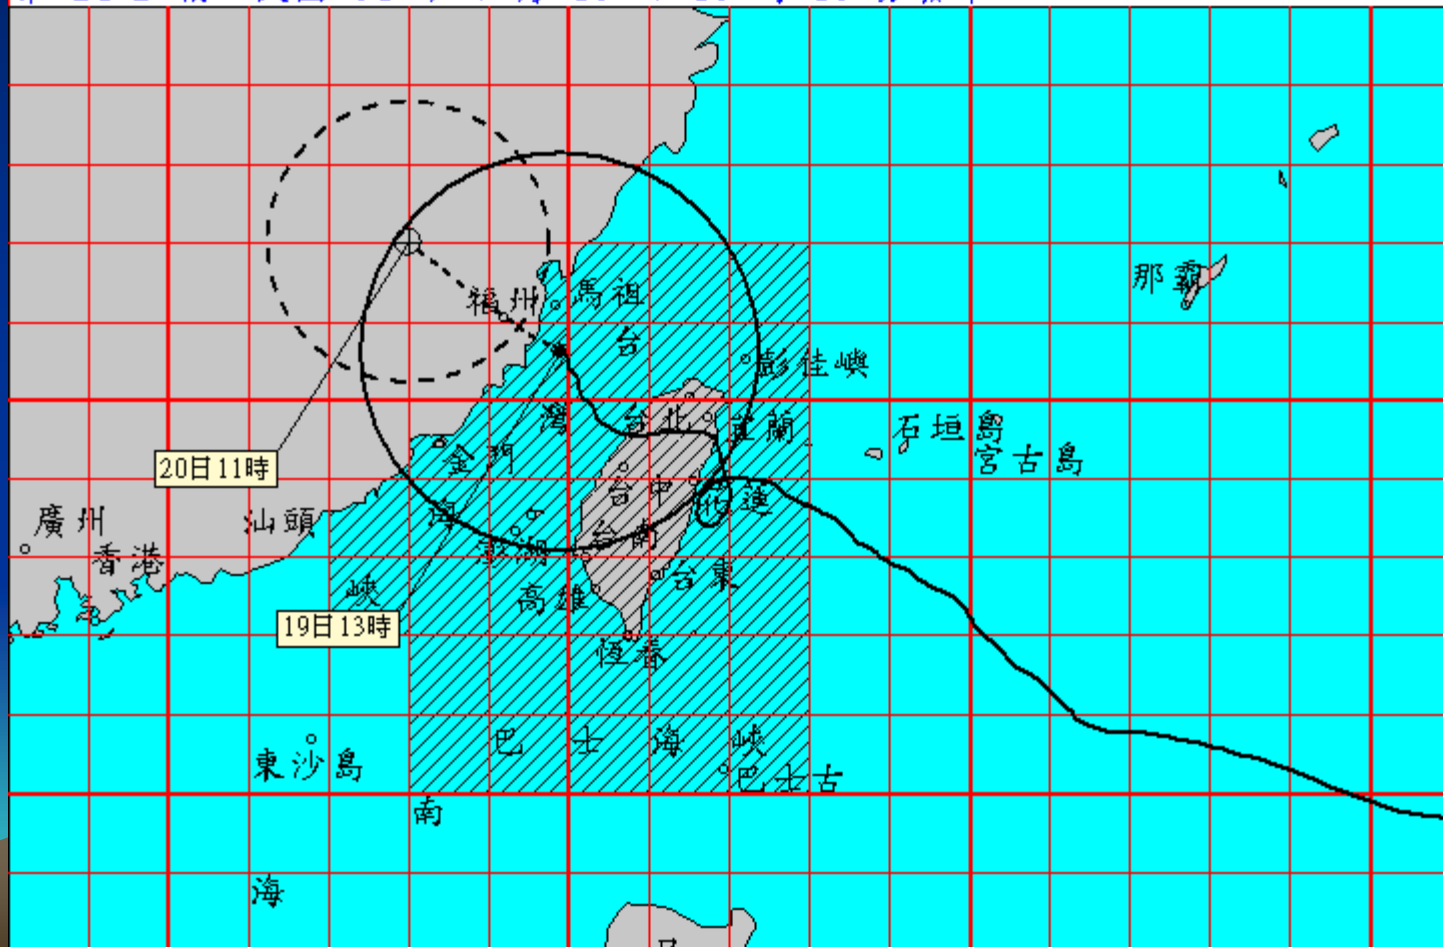 那霸
福州
馬祖
台
彭佳嶼
灣
台北
宜蘭
石垣島
宮古島
金門
20日11時
台中
花蓮
廣州
汕頭
海
香港
澎湖
台南
峽
高雄
台東
19日13時
恆春
巴士海峽
東沙島
巴士古
南
海